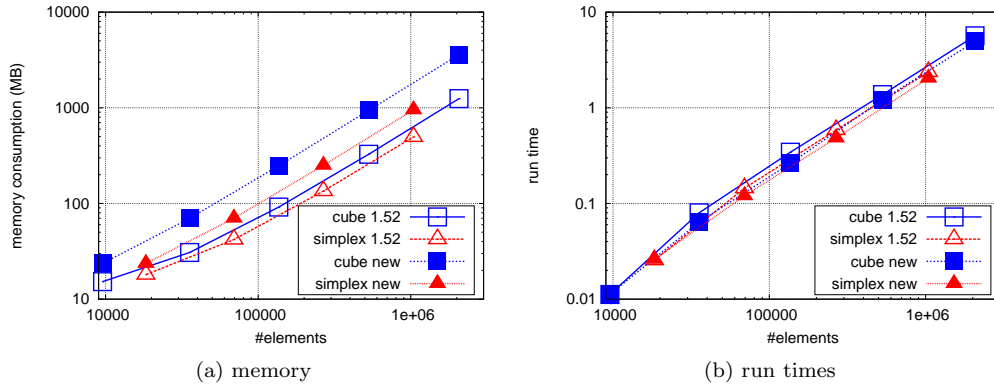 memory consumption (MB)
10000
1000
100
10
10000
100000
1e+06
#elements
cube 1.52
simplex 1.52
cube new
simplex new
(a) memory
run time
10
1
0.1
0.01
10000
100000
1e+06
#elements
cube 1.52
simplex 1.52
cube new
simplex new
(b) run times